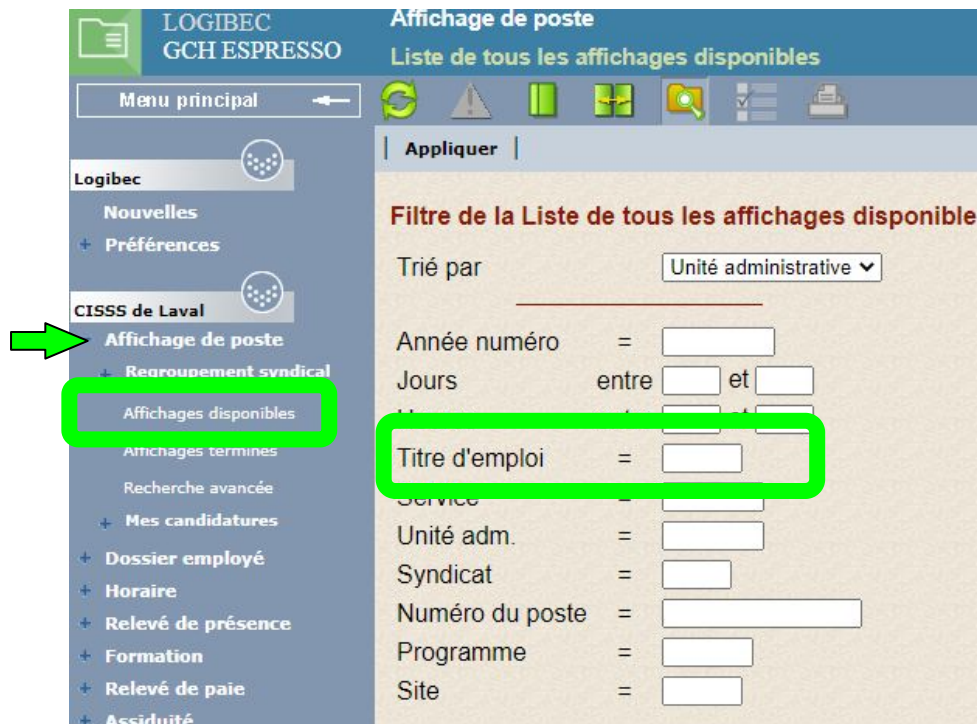 LOGIBEC
GCH ESPRESSO
Affichage de poste
Liste de tous les affichages disponibles
Menu principal
Appliquer
Logibec
Nouvelles
+ Préférences
CISSS de Laval
Affichage de poste
+ Regroupement syndical
Affichages disponibles
Affichages terminés
Recherche avancée
+ Mes candidatures
+ Dossier employé
+ Horaire
+ Relevé de présence
+ Formation
+ Relevé de paie
+ Assiduité
Filtre de la Liste de tous les affichages disponible
Trié par Unité administrative
Année numéro =
Jours entre et
et
Titre d'emploi =
Service =
Unité adm. =
Syndicat =
Numéro du poste =
Programme =
Site =